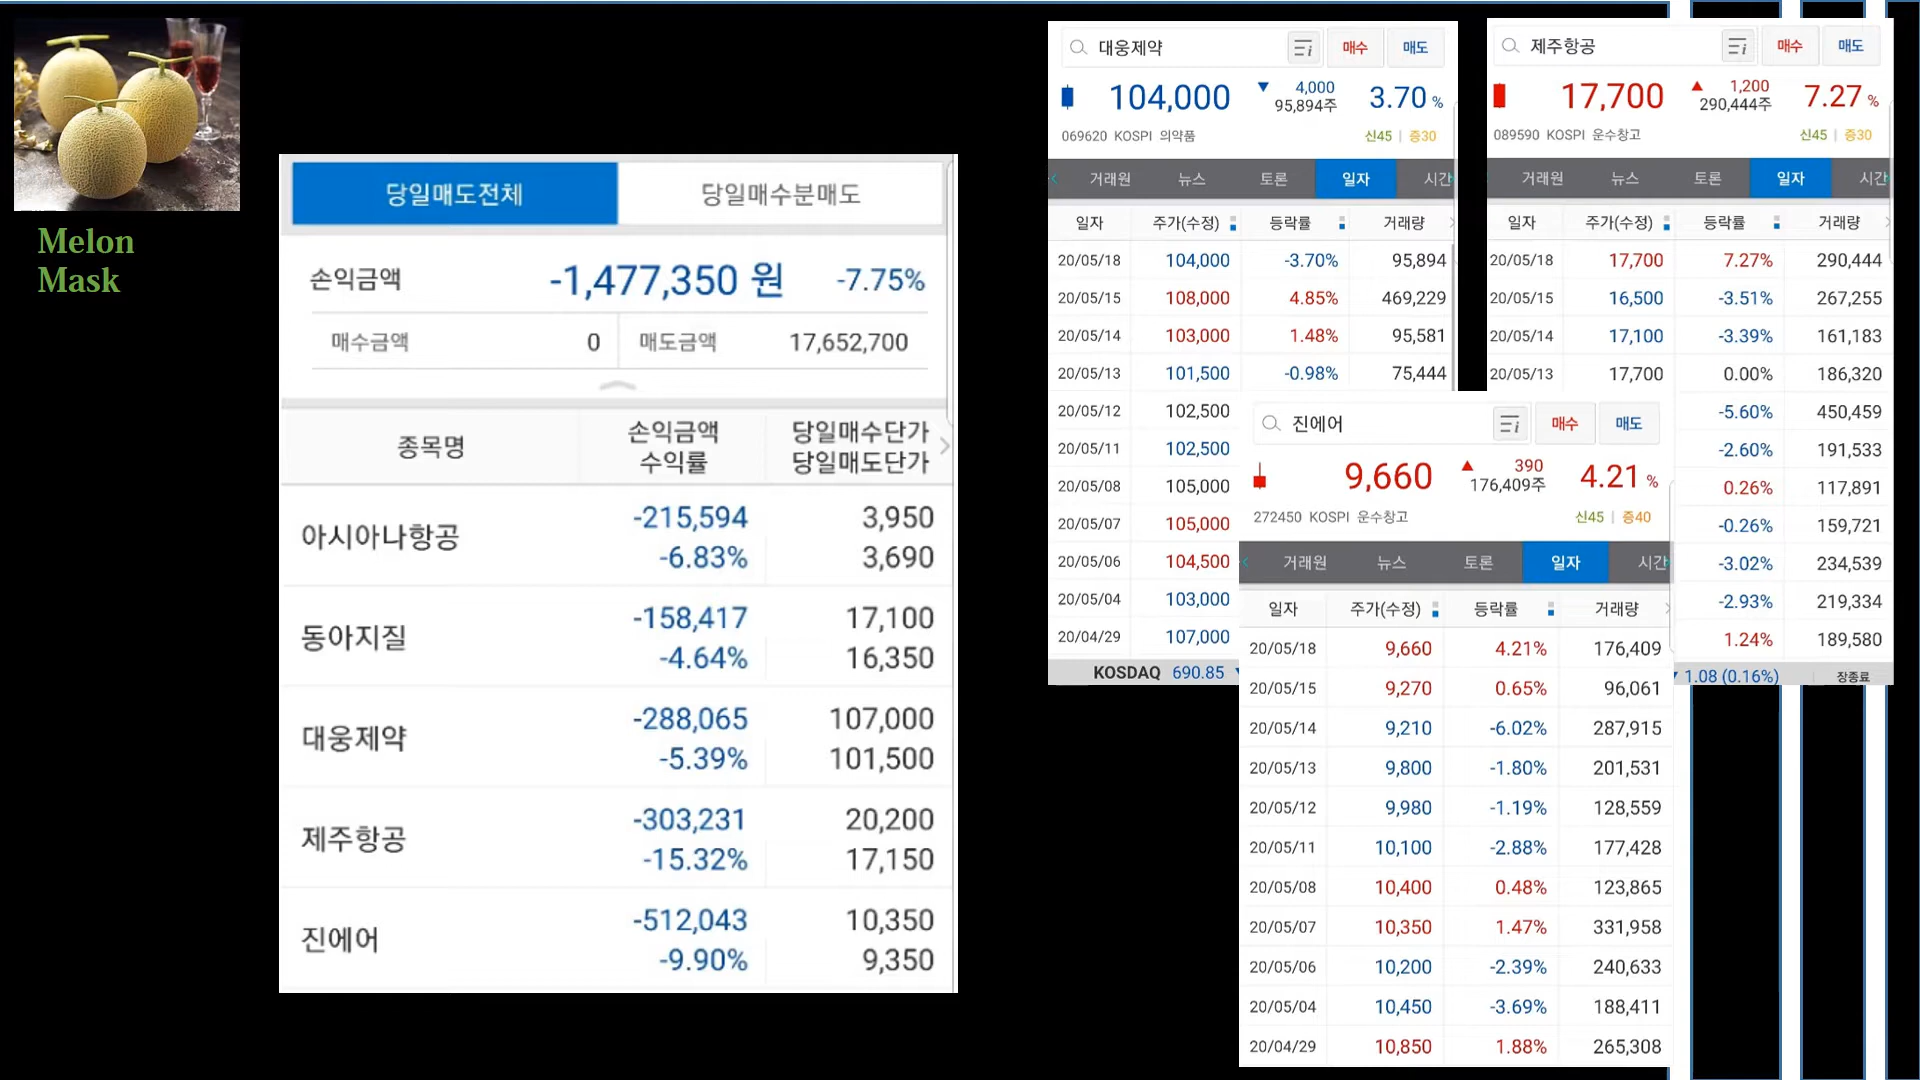 Melon
Mask
당일매도전체 당일매수분매도
손익금액 -1,477,350 원 -7.75%
매수금액 0 매도금액 17,652,700
종목명 손익금액 당일매수단가
수익률 당일매도단가
아시아나항공 -215,594 3,950
-6.83% 3,690
동아지질 -158,417 17,100
-4.64% 16,350
대웅제약 -288,065 107,000
-5.39% 101,500
제주항공 -303,231 20,200
-15.32% 17,150
진에어 -512,043 10,350
-9.90% 9,350
대웅제약 매수 매도
104,000 ▼ 4,000 3.70 %
95,894주
069620 KOSPI 의약품 신45 | 증30
거래원 뉴스 토론 일자 시간
일자 주가(수정) 등락률 거래량
20/05/18 104,000 -3.70% 95,894
20/05/15 108,000 4.85% 469,229
20/05/14 103,000 1.48% 95,581
20/05/13 101,500 -0.98% 75,444
20/05/12 102,500
20/05/11 102,500
20/05/08 105,000
20/05/07 105,000
20/05/06 104,500
20/05/04 103,000
20/04/29 107,000
KOSDAQ 690.85
제주항공 매수 매도
17,700 ▲ 1,200 7.27 %
290,444주
089590 KOSPI 운수창고 신45 | 증30
거래원 뉴스 토론 일자 시간
일자 주가(수정) 등락률 거래량
20/05/18 17,700 7.27% 290,444
20/05/15 16,500 -3.51% 267,255
20/05/14 17,100 -3.39% 161,183
20/05/13 17,700 0.00% 186,320
-5.60% 450,459
-2.60% 191,533
0.26% 117,891
-0.26% 159,721
-3.02% 234,539
-2.93% 219,334
1.24% 189,580
▼ 1.08 (0.16%) 장종료
진에어 매수 매도
9,660 ▲ 390 4.21 %
176,409주
272450 KOSPI 운수창고 신45 | 증40
거래원 뉴스 토론 일자 시간
일자 주가(수정) 등락률 거래량
20/05/18 9,660 4.21% 176,409
20/05/15 9,270 0.65% 96,061
20/05/14 9,210 -6.02% 287,915
20/05/13 9,800 -1.80% 201,531
20/05/12 9,980 -1.19% 128,559
20/05/11 10,100 -2.88% 177,428
20/05/08 10,400 0.48% 123,865
20/05/07 10,350 1.47% 331,958
20/05/06 10,200 -2.39% 240,633
20/05/04 10,450 -3.69% 188,411
20/04/29 10,850 1.88% 265,308